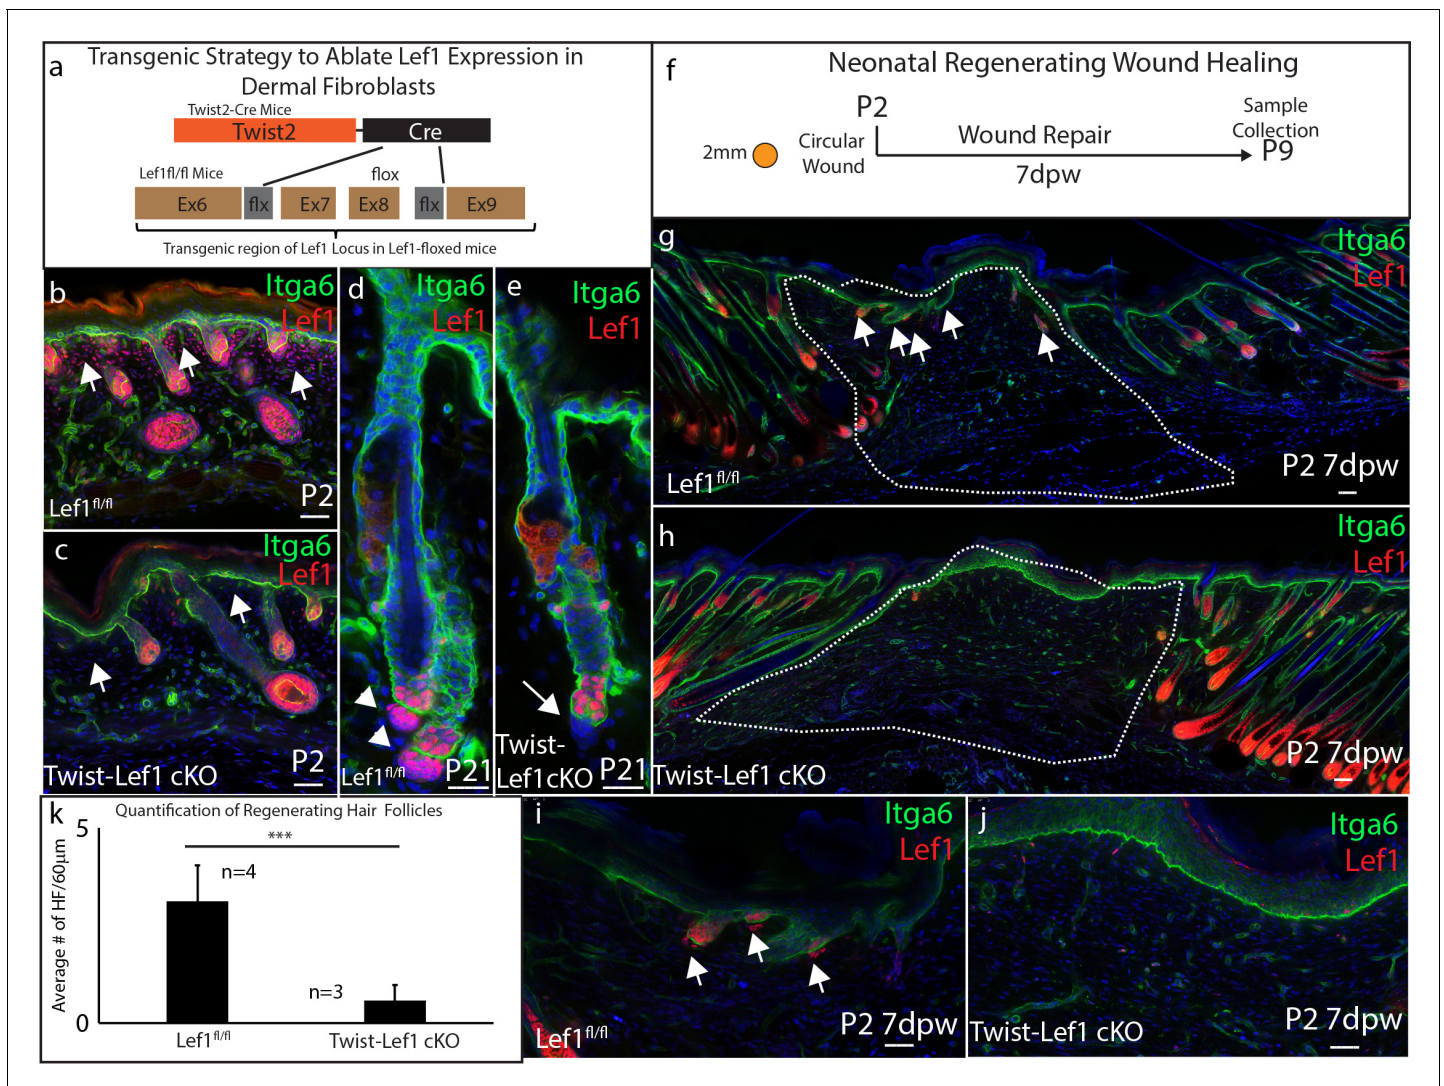 a
Transgenic Strategy to Ablate Lef1 Expression in
Dermal Fibroblasts
Twist2-Cre Mice
Twist2
Cre
Lef1fl/fl Mice
flox
Ex6
flx
Ex7
Ex8
flx
Ex9
Transgenic region of Lef1 Locus in Lef1-floxed mice
f
Neonatal Regenerating Wound Healing
2mm
Circular
Wound
P2
Wound Repair
7dpw
Sample
Collection
P9
b
Itga6
Lef1
Lef1fl/fl
P2
c
Itga6
Lef1
Twist-Lef1 cKO
P2
d
Itga6
Lef1
Lef1fl/fl
P21
e
Itga6
Lef1
Twist-
Lef1cKO
P21
g
Itga6
Lef1
Lef1fl/fl
P2 7dpw
h
Itga6
Lef1
Twist-Lef1 cKO
P2 7dpw
k
Quantification of Regenerating Hair Follicles
Average # of HF/60μm
5
0
***
n=4
n=3
Lef1fl/fl
Twist-Lef1 cKO
i
Itga6
Lef1
Lef1fl/fl
P2 7dpw
j
Itga6
Lef1
Twist-Lef1 cKO
P2 7dpw